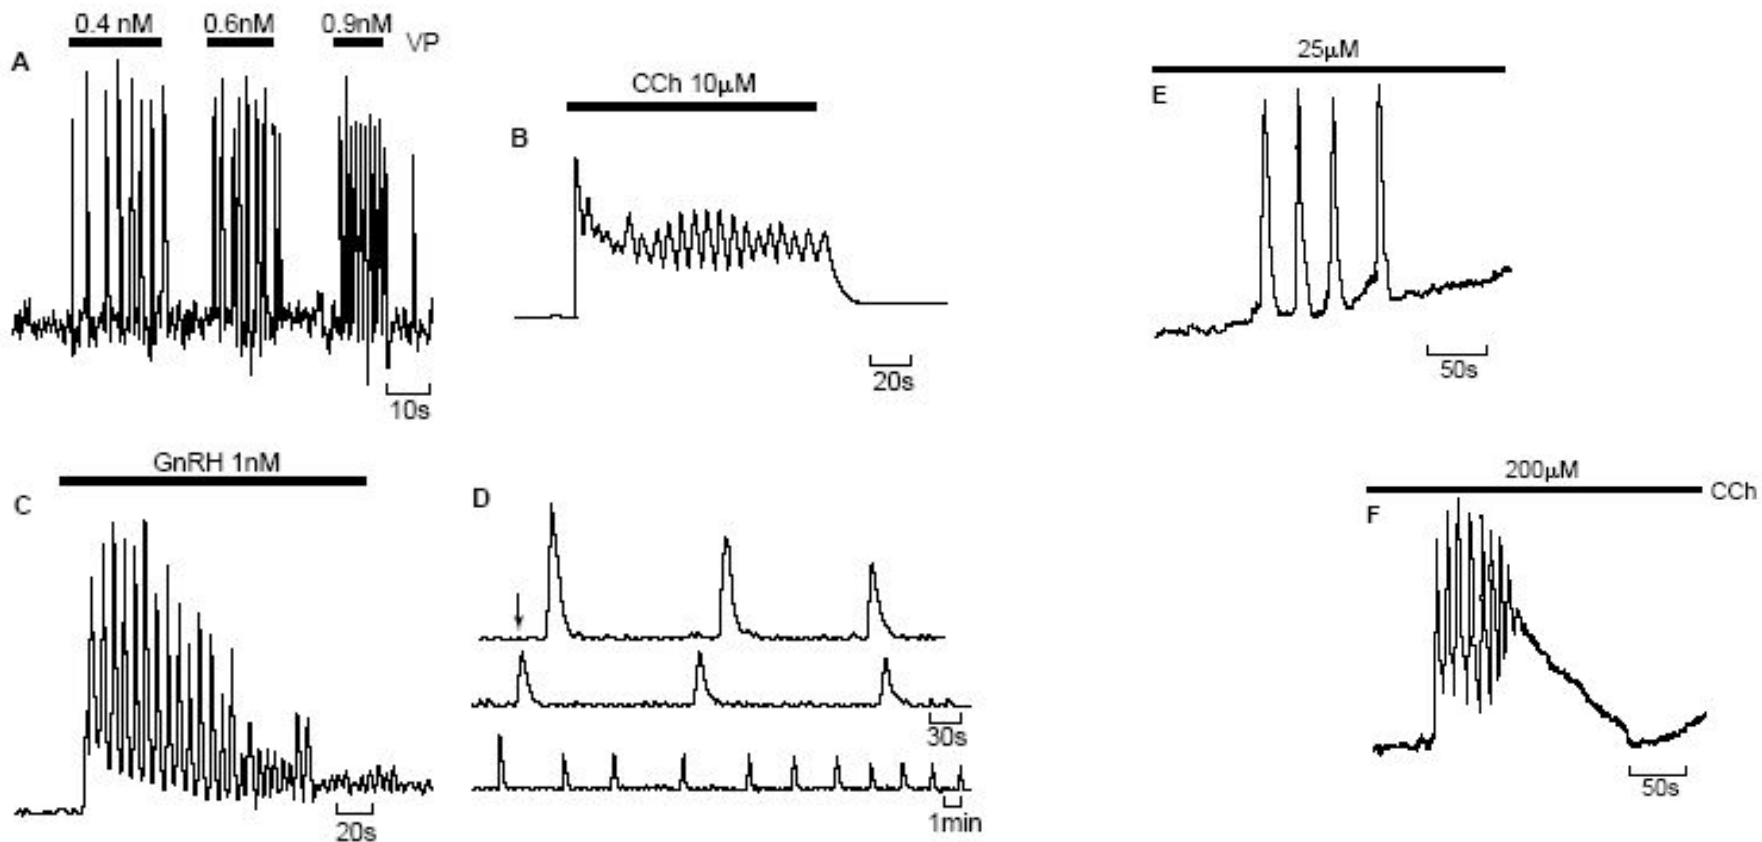 0.4 nM 0.6nM 0.9nM VP
A
10s
CCh 10µM
B
20s
25µM
E
50s
GnRH 1nM
C
20s
D
30s
1min
200µM
CCh
F
50s